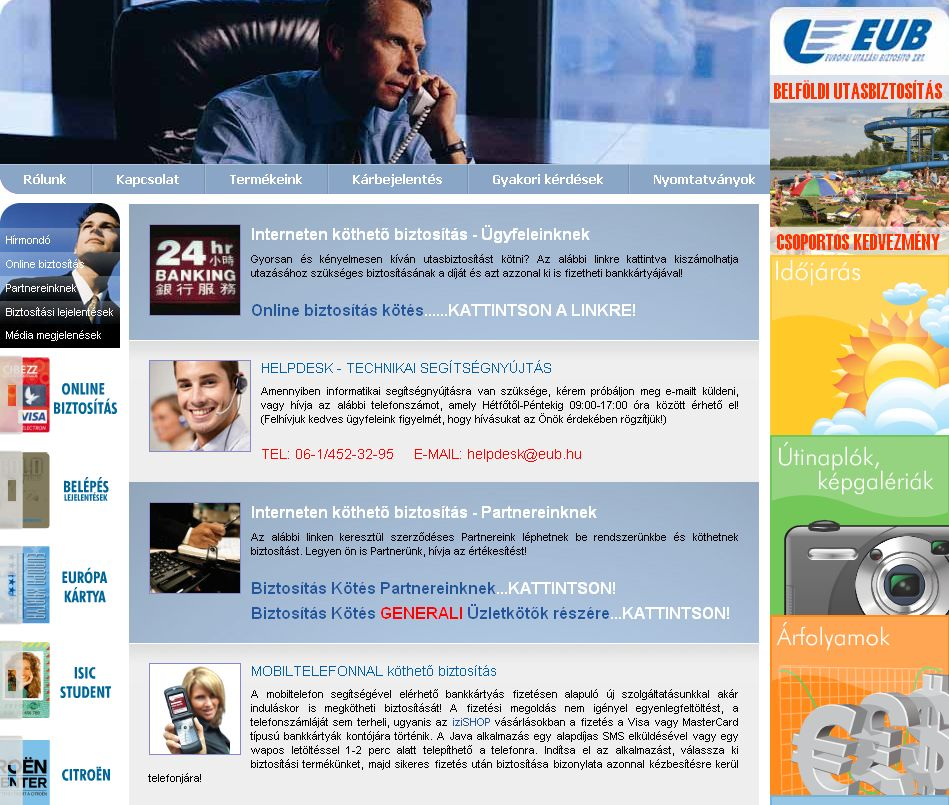 EUB
EURÓPAI UTAZÁSI BIZTOSÍTÓ ZRT.
BELFÖLDI UTASBIZTOSÍTÁS
CSOPORTOS KEDVEZMÉNY
Rólunk
Kapcsolat
Termékeink
Kárbejelentés
Gyakori kérdések
Nyomtatványok
Hírmondó
Online biztosítás
Partnereinknek
Biztosítási lejelentések
Média megjelenések
CIBEZZ
VISA
ELECTRON
ONLINE
BIZTOSÍTÁS
BELÉPÉS
LEJELENTÉSEK
EURÓPA
KÁRTYA
ISIC
STUDENT
CITROËN
24 hr 小時
BANKING
銀行服務
Interneten köthető biztosítás - Ügyfeleinknek
Gyorsan és kényelmesen kíván utasbiztosítást kötni? Az alábbi linkre kattintva kiszámolhatja
utazásához szükséges biztosításának a díját és azt azzonal ki is fizetheti bankkártyájával!
Online biztosítás kötés......KATTINTSON A LINKRE!
HELPDESK - TECHNIKAI SEGÍTSÉGNYÚJTÁS
Amennyiben informatikai segítségnyújtásra van szüksége, kérem próbáljon meg e-mailt küldeni,
vagy hívja az alábbi telefonszámot, amely Hétfőtől-Péntekig 09:00-17:00 óra között érhető el!
(Felhívjuk kedves ügyfeleink figyelmét, hogy hívásukat az Önök érdekében rögzítjük!)
TEL: 06-1/452-32-95 E-MAIL: helpdesk@eub.hu
Interneten köthető biztosítás - Partnereinknek
Az alábbi linken keresztül szerződéses Partnereink léphetnek be rendszerünkbe és köthetnek
biztosítást. Legyen ön is Partnerünk, hívja az értékesítést!
Biztosítás Kötés Partnereinknek...KATTINTSON!
Biztosítás Kötés GENERALI Üzletkötők részére...KATTINTSON!
MOBILTELEFONNAL köthető biztosítás
A mobiltelefon segítségével elérhető bankkártyás fizetésen alapuló új szolgáltatásunkkal akár
induláskor is megkötheti biztosítását! A fizetési megoldás nem igényel egyenlegfeltöltést, a
telefonszámláját sem terheli, ugyanis az iziSHOP vásárlásokban a fizetés a Visa vagy MasterCard
típusú bankkártyák kontójára történik. A Java alkalmazás egy alapdíjas SMS elküldésével vagy egy
wapos letöltéssel 1-2 perc alatt telepíthető a telefonra. Indítsa el az alkalmazást, válassza ki
biztosítási termékünket, majd sikeres fizetés után biztosítása bizonylata azonnal kézbesítésre kerül
telefonjára!
Időjárás
Útinaplók,
képgalériák
Árfolyamok